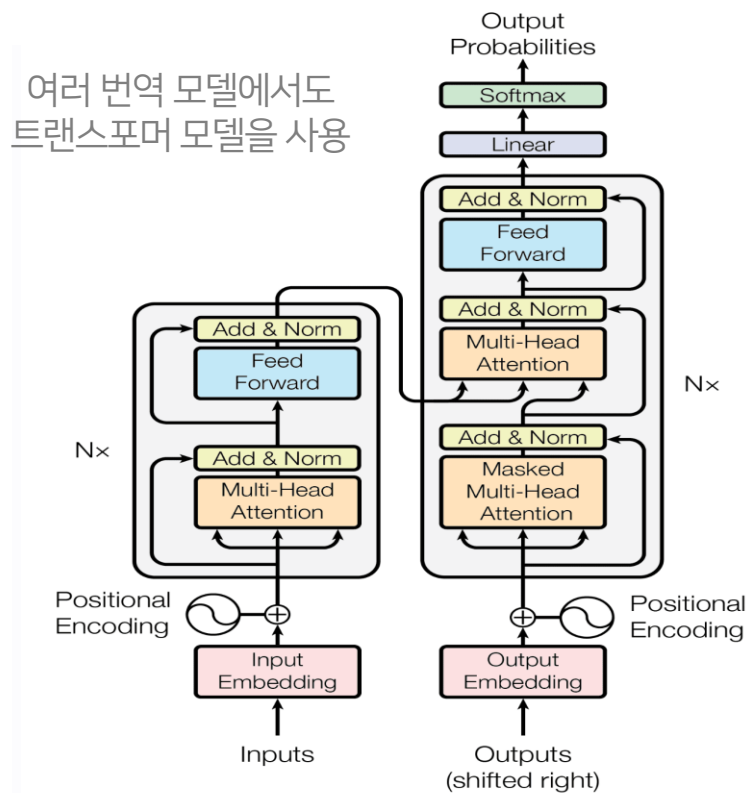 여러 번역 모델에서도
트랜스포머 모델을 사용
Output
Probabilities
Softmax
Linear
Add & Norm
Feed
Forward
Add & Norm
Multi-Head
Attention
Nx
Add & Norm
Masked
Multi-Head
Attention
Add & Norm
Feed
Forward
Nx
Add & Norm
Multi-Head
Attention
Positional
Encoding
Positional
Encoding
Input
Embedding
Output
Embedding
Inputs
Outputs
(shifted right)